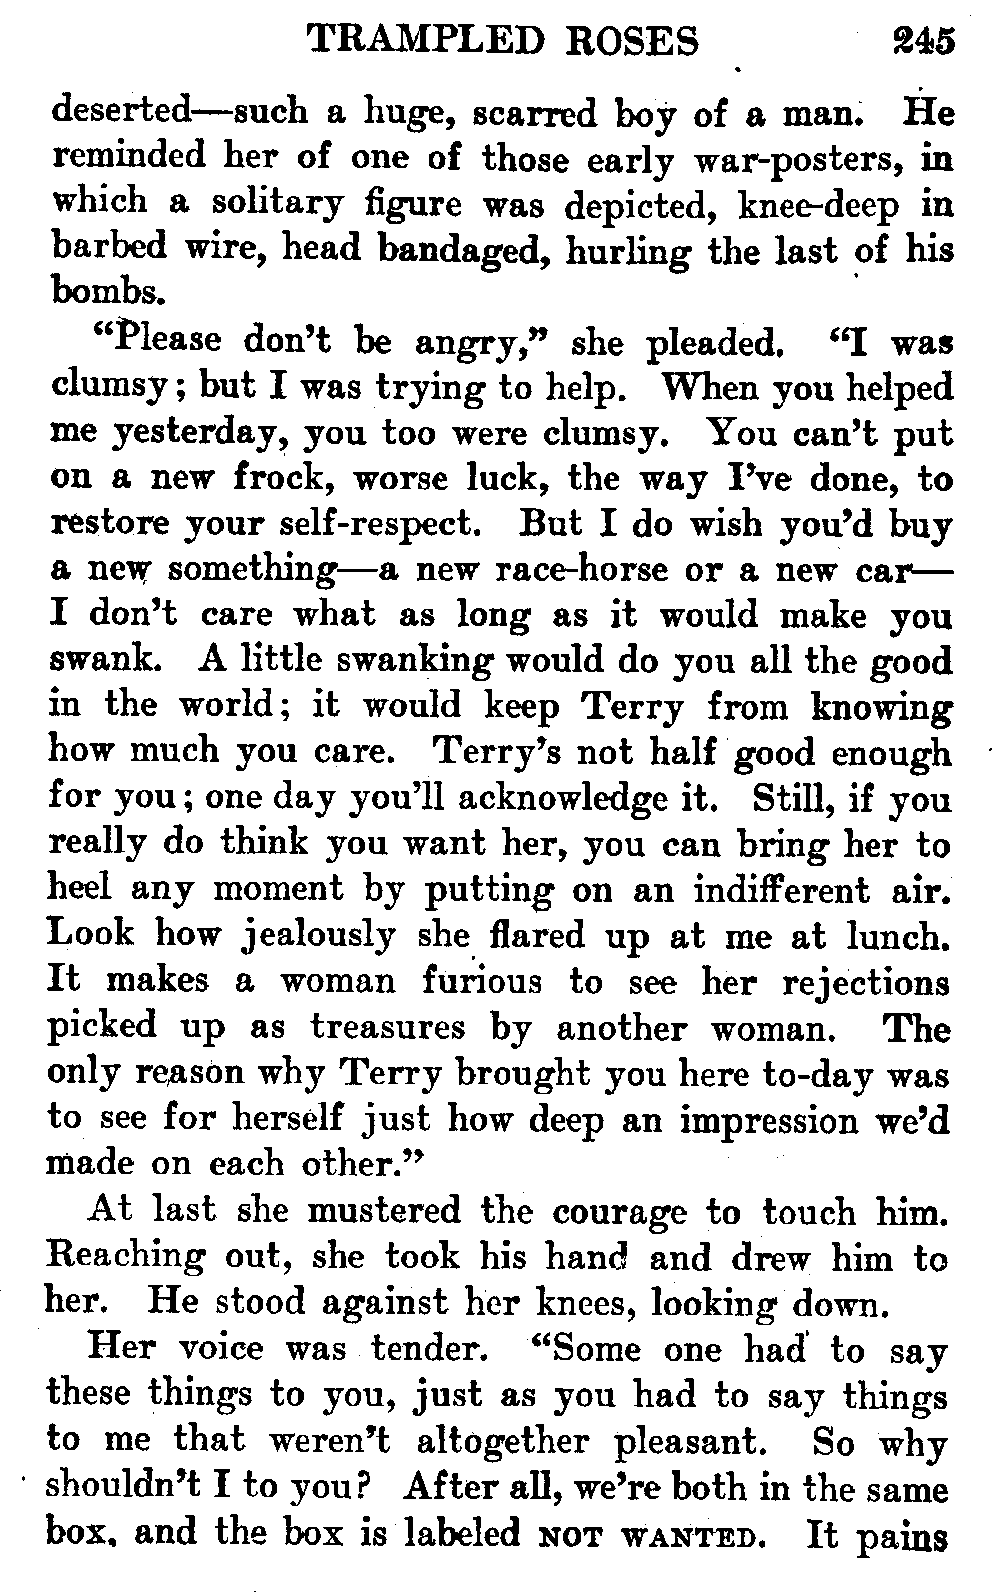 TRAMPLED ROSES 245
deserted—such a huge, scarred boy of a man. He
reminded her of one of those early war-posters, in
which a solitary figure was depicted, knee-deep in
barbed wire, head bandaged, hurling the last of his
bombs.
"Please don't be angry," she pleaded. "I was
clumsy; but I was trying to help. When you helped
me yesterday, you too were clumsy. You can't put
on a new frock, worse luck, the way I've done, to
restore your self-respect. But I do wish you'd buy
a new something—a new race-horse or a new car—
I don't care what as long as it would make you
swank. A little swanking would do you all the good
in the world; it would keep Terry from knowing
how much you care. Terry's not half good enough
for you; one day you'll acknowledge it. Still, if you
really do think you want her, you can bring her to
heel any moment by putting on an indifferent air.
Look how jealously she flared up at me at lunch.
It makes a woman furious to see her rejections
picked up as treasures by another woman. The
only reason why Terry brought you here to-day was
to see for herself just how deep an impression we'd
made on each other."
At last she mustered the courage to touch him.
Reaching out, she took his hand and drew him to
her. He stood against her knees, looking down.
Her voice was tender. "Some one had to say
these things to you, just as you had to say things
to me that weren't altogether pleasant. So why
shouldn't I to you? After all, we're both in the same
box, and the box is labeled NOT WANTED. It pains